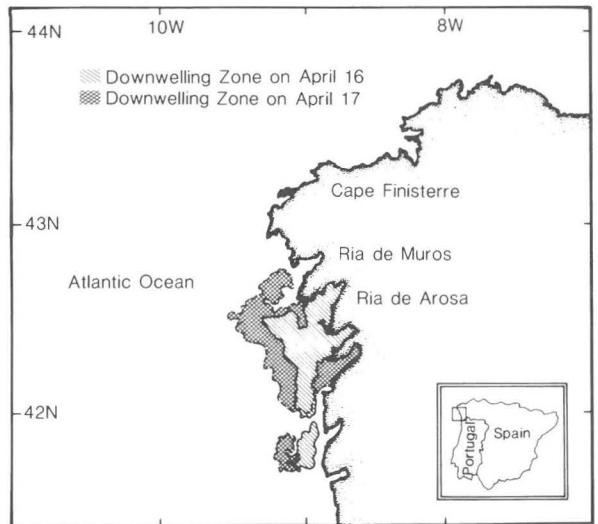 44N
10W
8W
Downwelling Zone on April 16
Downwelling Zone on April 17
Cape Finisterre
43N
Ria de Muros
Atlantic Ocean
Ria de Arosa
42N
Portugal
Spain